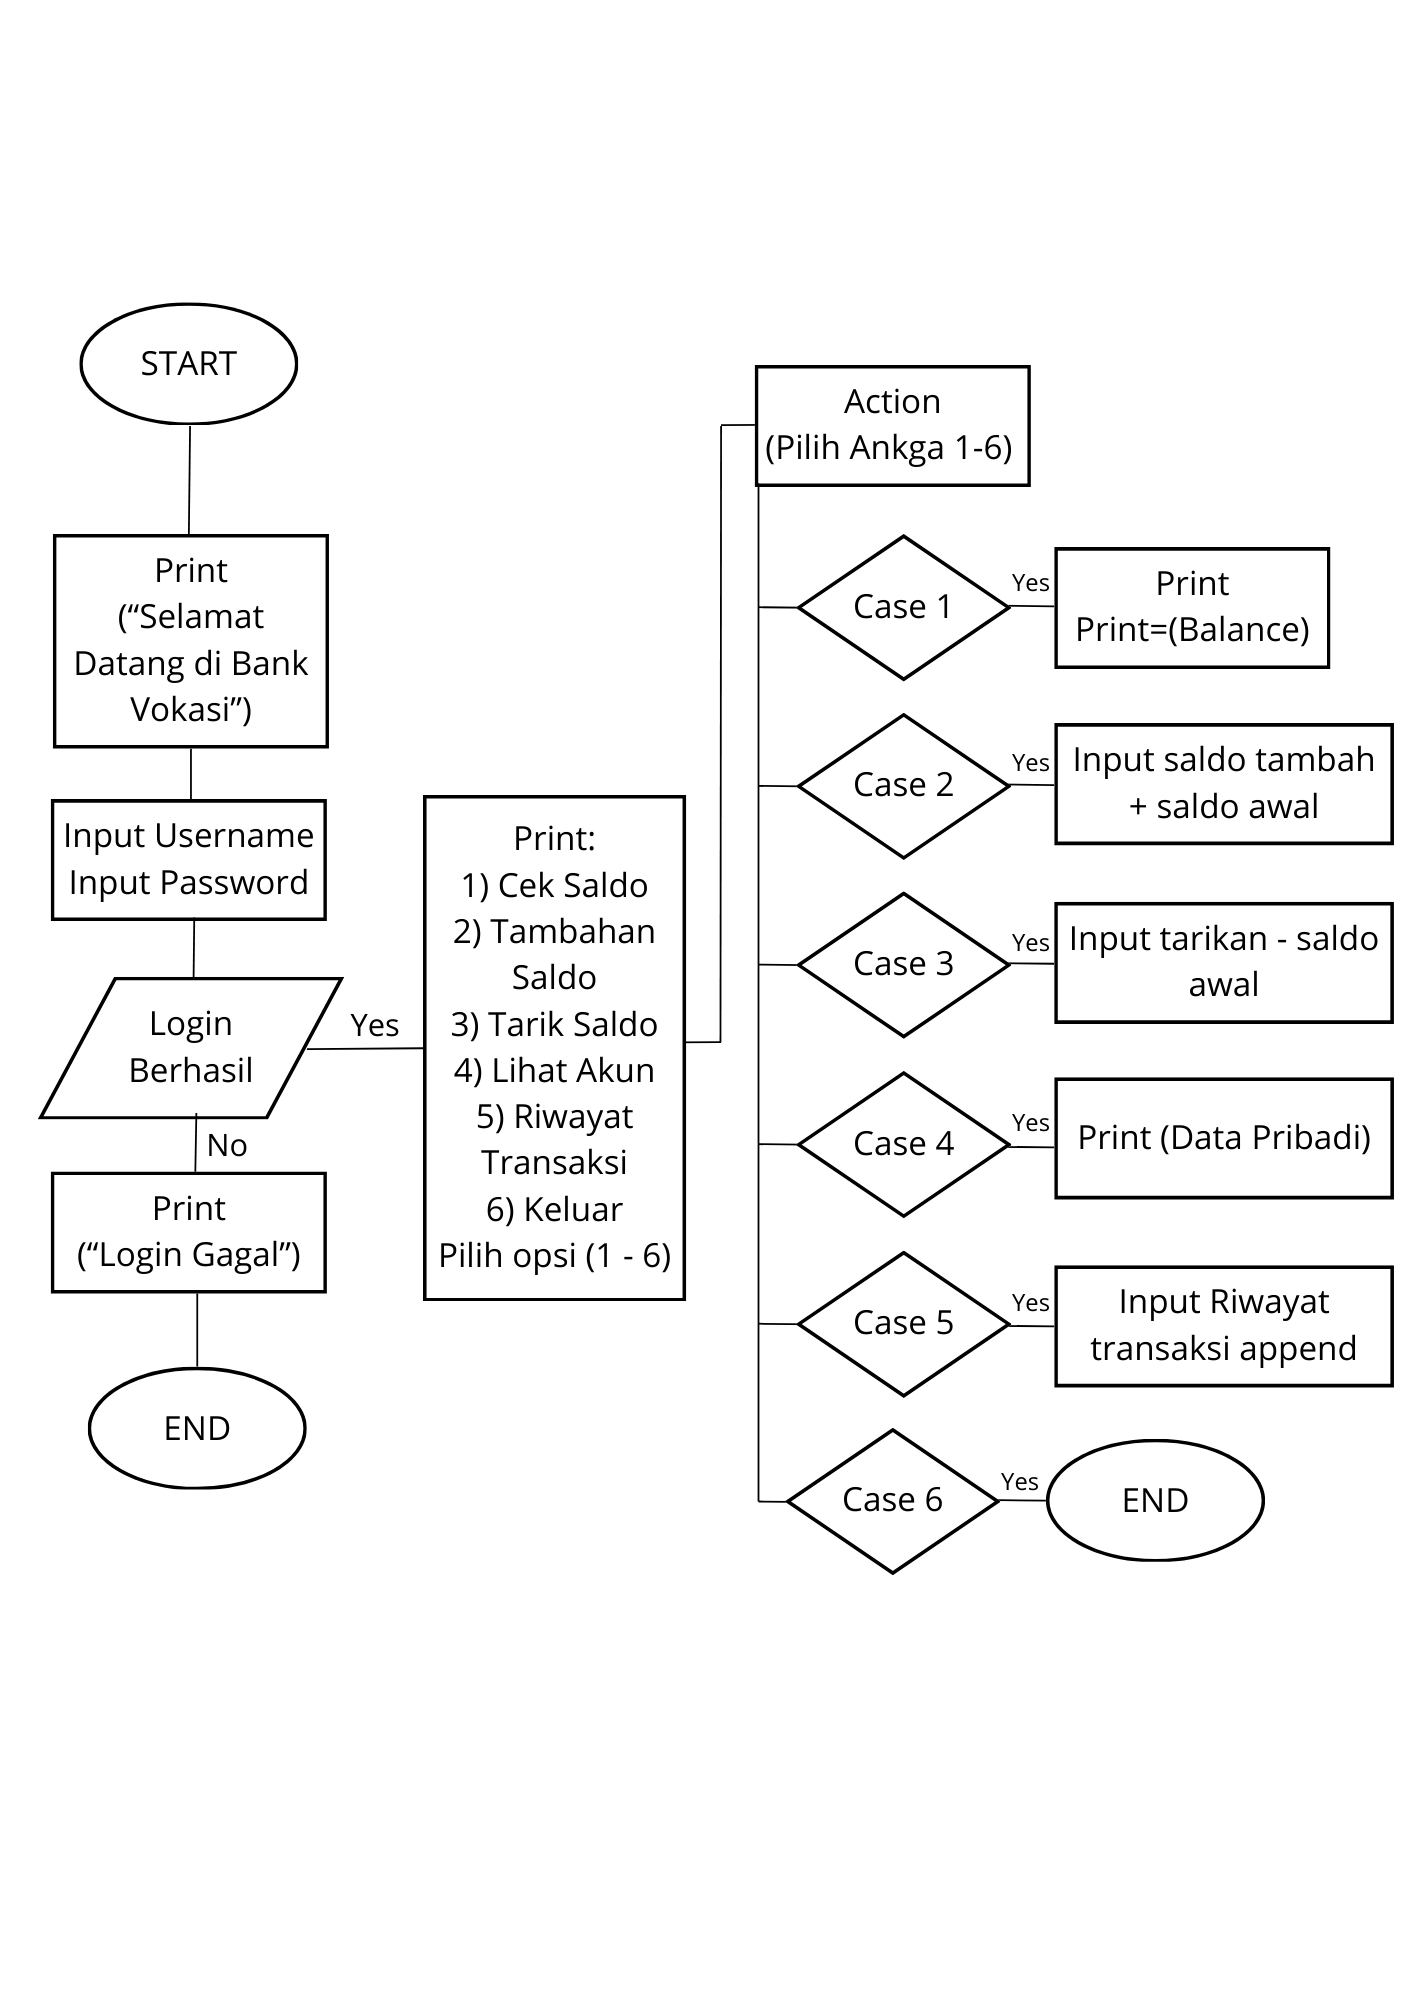 START
Print
(“Selamat
Datang di Bank
Vokasi”)
Input Username
Input Password
Login
Berhasil
Yes
No
Print
(“Login Gagal”)
END
Print:
1) Cek Saldo
2) Tambahan
Saldo
3) Tarik Saldo
4) Lihat Akun
5) Riwayat
Transaksi
6) Keluar
Pilih opsi (1 - 6)
Action
(Pilih Ankga 1-6)
Case 1
Yes
Print
Print=(Balance)
Case 2
Yes
Input saldo tambah
+ saldo awal
Case 3
Yes
Input tarikan - saldo
awal
Case 4
Yes
Print (Data Pribadi)
Case 5
Yes
Input Riwayat
transaksi append
Case 6
Yes
END